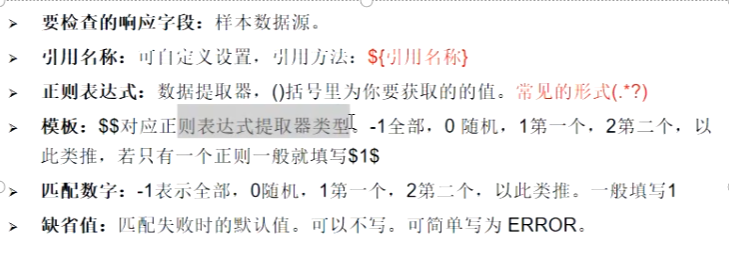 ➢ 要检查的响应字段：样本数据源。
➢ 引用名称：可自定义设置，引用方法：${引用名称}
➢ 正则表达式：数据提取器，()括号里为你要获取的的值。常见的形式(.*?)
➢ 模板：$$对应正则表达式提取器类型。-1全部，0 随机，1第一个，2第二个，以
此类推，若只有一个正则一般就填写$1$
➢ 匹配数字：-1表示全部，0随机，1第一个，2第二个，以此类推。一般填写1
➢ 缺省值：匹配失败时的默认值。可以不写。可简单写为 ERROR。